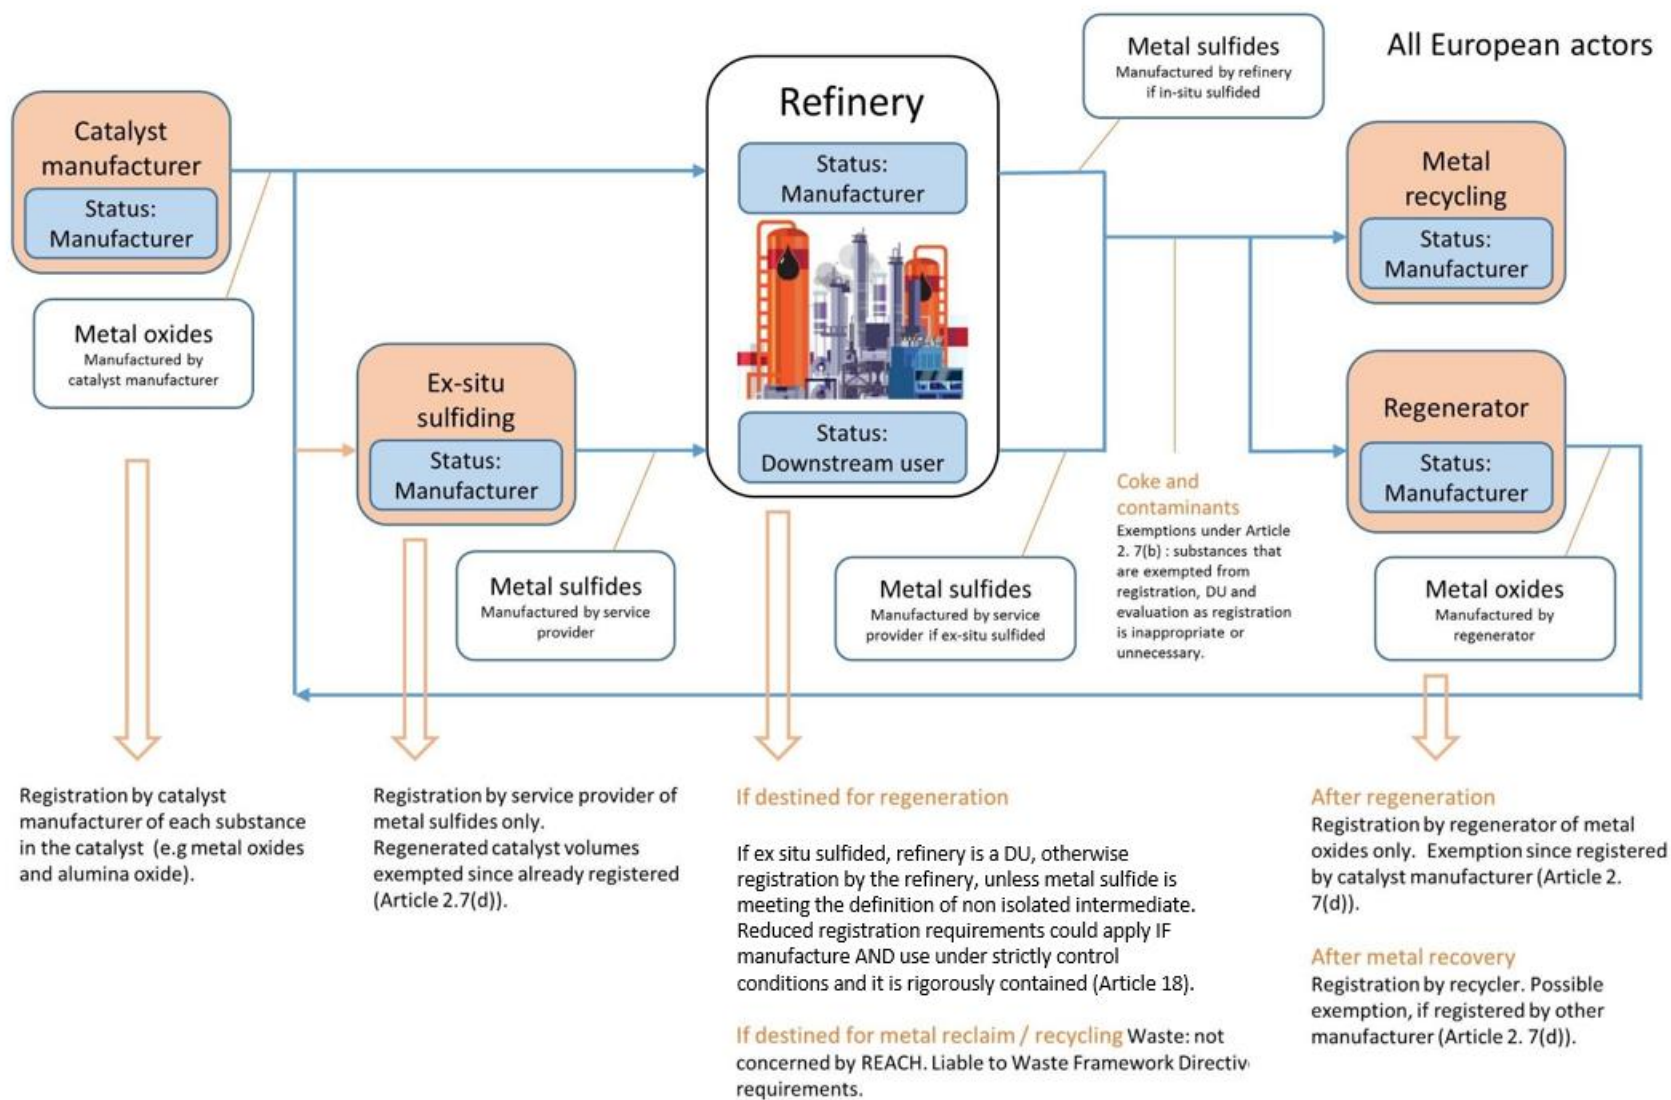 All European actors
Catalyst
manufacturer
Status:
Manufacturer
Metal oxides
Manufactured by
catalyst manufacturer
Ex-situ
sulfiding
Status:
Manufacturer
Metal sulfides
Manufactured by service
provider
Refinery
Status:
Manufacturer
Status:
Downstream user
Metal sulfides
Manufactured by refinery
if in-situ sulfided
Metal sulfides
Manufactured by service
provider if ex-situ sulfided
Coke and
contaminants
Exemptions under Article
2. 7(b) : substances that
are exempted from
registration, DU and
evaluation as registration
is inappropriate or
unnecessary.
Metal
recycling
Status:
Manufacturer
Regenerator
Status:
Manufacturer
Metal oxides
Manufactured by
regenerator
Registration by catalyst
manufacturer of each substance
in the catalyst (e.g metal oxides
and alumina oxide).
Registration by service provider of
metal sulfides only.
Regenerated catalyst volumes
exempted since already registered
(Article 2.7(d)).
If destined for regeneration
If ex situ sulfided, refinery is a DU, otherwise
registration by the refinery, unless metal sulfide is
meeting the definition of non isolated intermediate.
Reduced registration requirements could apply IF
manufacture AND use under strictly control
conditions and it is rigorously contained (Article 18).
If destined for metal reclaim / recycling Waste: not
concerned by REACH. Liable to Waste Framework Directiv
requirements.
After regeneration
Registration by regenerator of metal
oxides only. Exemption since registered
by catalyst manufacturer (Article 2.
7(d)).
After metal recovery
Registration by recycler. Possible
exemption, if registered by other
manufacturer (Article 2. 7(d)).